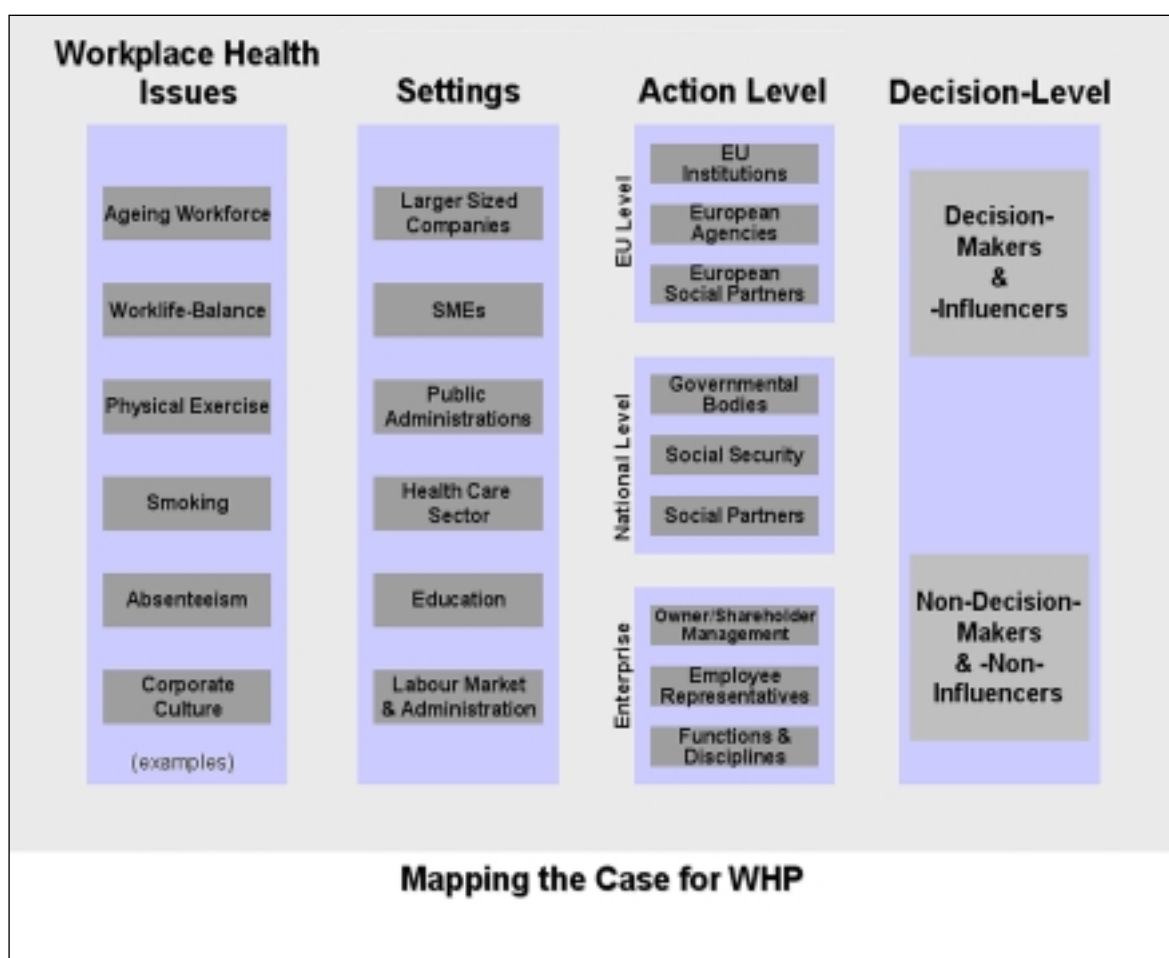 Workplace Health
Issues
Ageing Workforce
Worklife-Balance
Physical Exercise
Smoking
Absenteeism
Corporate
Culture
(examples)
Settings
Larger Sized
Companies
SMEs
Public
Administrations
Health Care
Sector
Education
Labour Market
& Administration
Action Level
EU Level
EU
Institutions
European
Agencies
European
Social Partners
National Level
Governmental
Bodies
Social Security
Social Partners
Enterprise
Owner/Shareholder
Management
Employee
Representatives
Functions &
Disciplines
Decision-Level
Decision-
Makers
&
-Influencers
Non-Decision-
Makers
& -Non-
Influencers
Mapping the Case for WHP